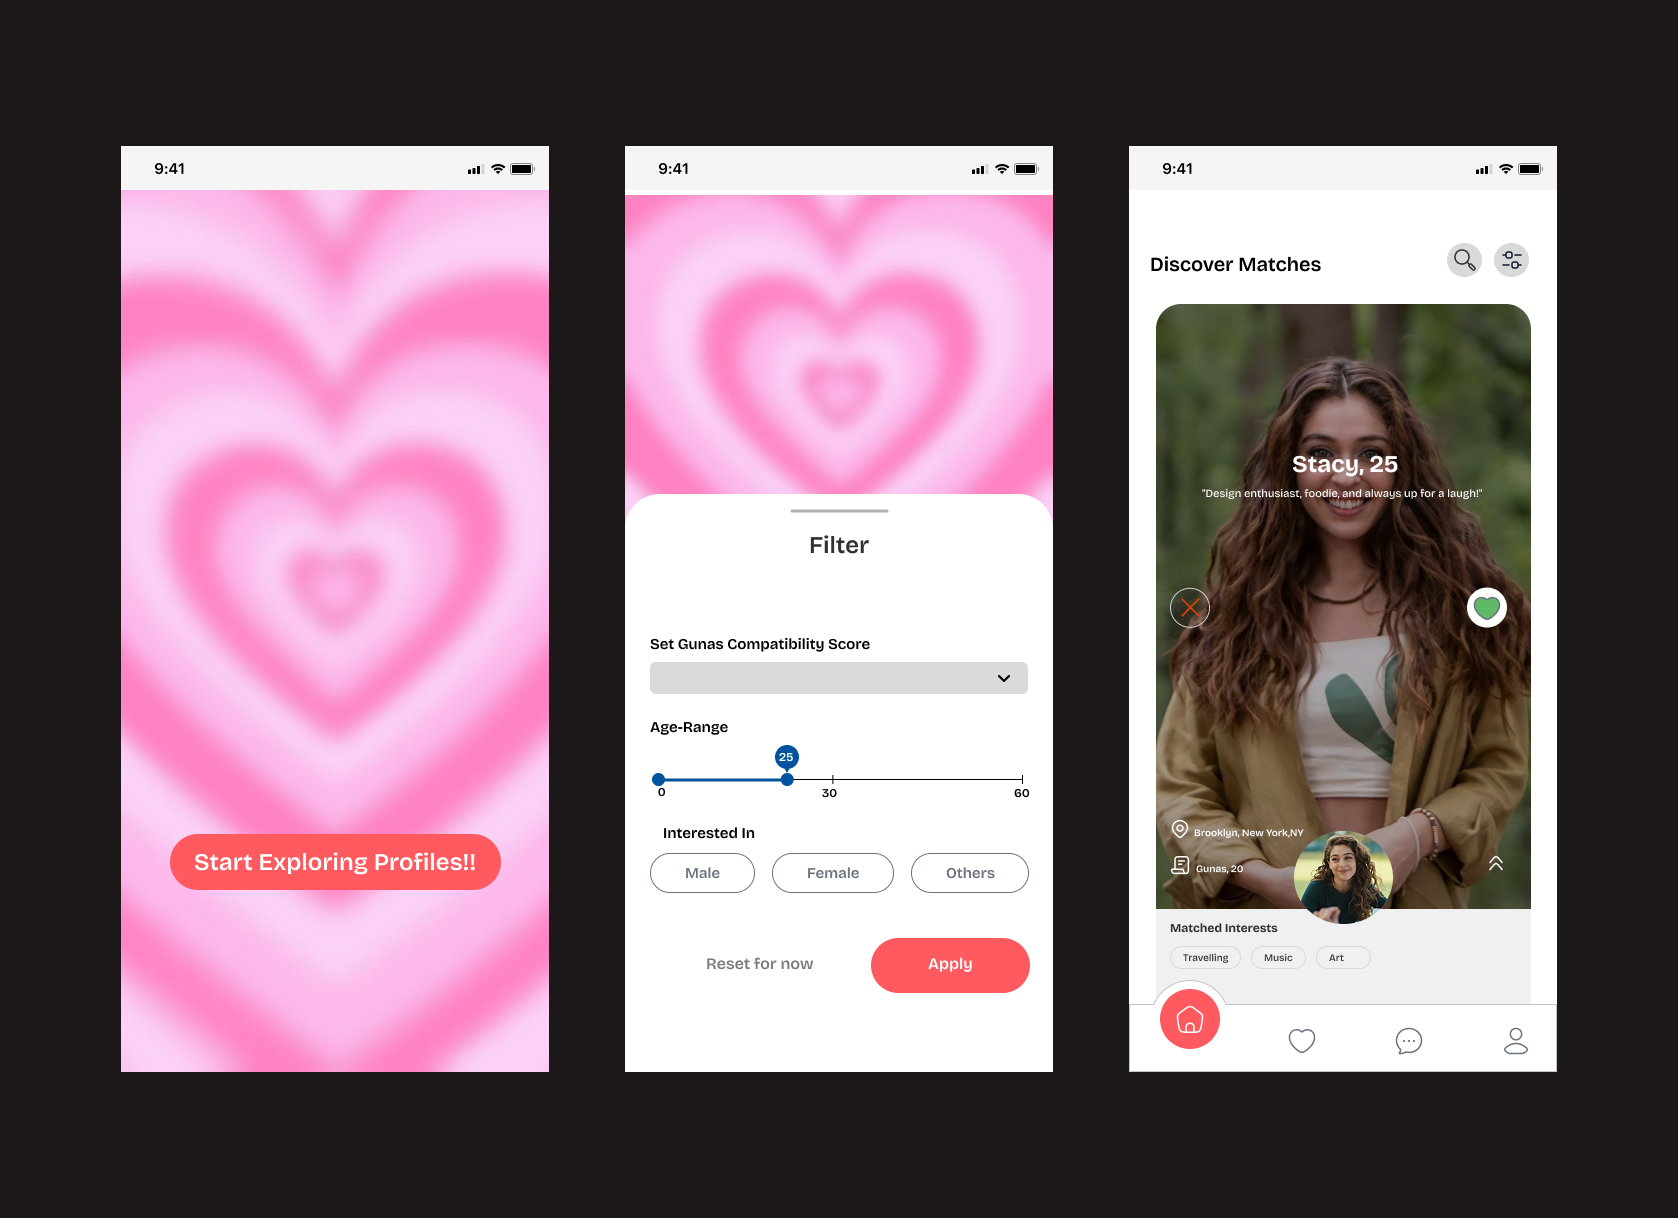 9:41
Start Exploring Profiles!!
9:41
Filter
Set Gunas Compatibility Score
Age-Range
25
0
30
60
Interested In
Male
Female
Others
Reset for now
Apply
9:41
Discover Matches
Stacy, 25
"Design enthusiast, foodie, and always up for a laugh!"
Brooklyn, New York,NY
Gunas, 20
Matched Interests
Travelling
Music
Art